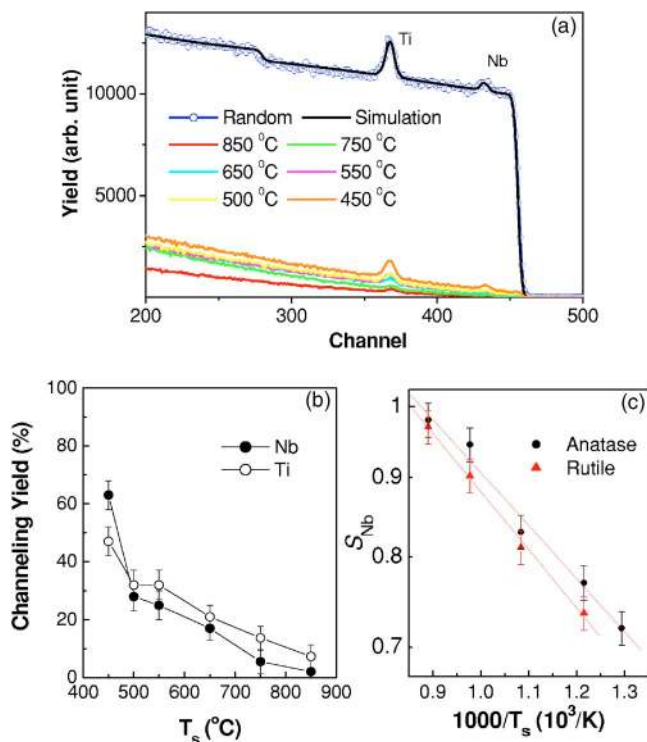 (a)
Ti
Nb
Yield (arb. unit)
10000
5000
Random
Simulation
850 °C
750 °C
650 °C
550 °C
500 °C
450 °C
200 300 400 500
Channel
(b)
Channeling Yield (%)
100
80
60
40
20
0
Nb
Ti
400 500 600 700 800 900
Ts (°C)
(c)
SNb
1
0.9
0.8
0.7
Anatase
Rutile
0.9 1.0 1.1 1.2 1.3
1000/Ts (10³/K)